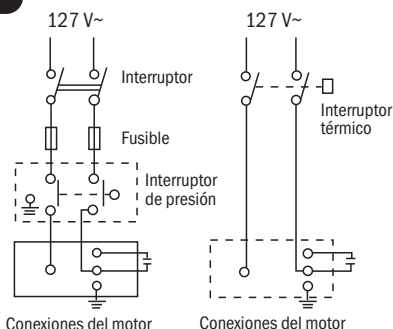 127 V~
Interruptor
Fusible
Interruptor
de presión
Conexiones del motor
127 V~
Interruptor
térmico
Conexiones del motor